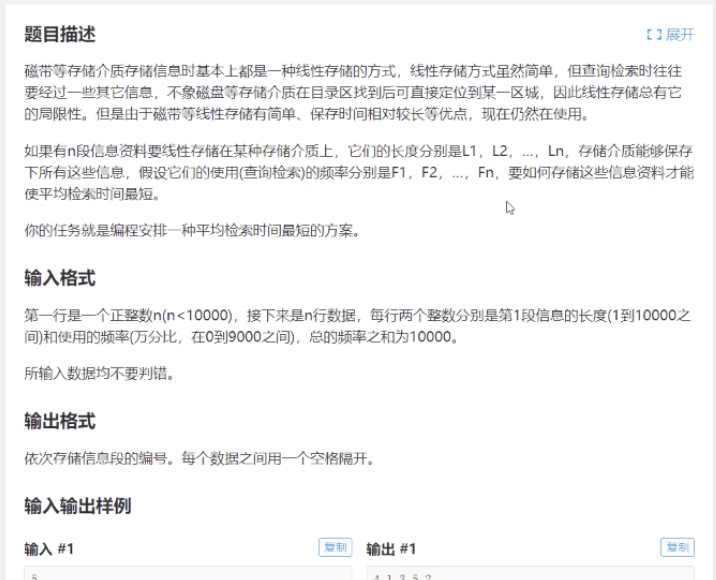 题目描述
展开
磁带等存储介质存储信息时基本上都是一种线性存储的方式，线性存储方式虽然简单，但查询检索时往往
要经过一些其它信息，不象磁盘等存储介质在目录区找到后可直接定位到某一区城，因此线性存储总有它
的局限性。但是由于磁带等线性存储有简单、保存时间相对较长等优点，现在仍然在使用。
如果有n段信息资料要线性存储在某种存储介质上，它们的长度分别是L1，L2，…，Ln，存储介质能够保存
下所有这些信息，假设它们的使用(查询检索)的频率分别是F1，F2，…，Fn，要如何存储这些信息资料才能
使平均检索时间最短。
你的任务就是编程安排一种平均检索时间最短的方案。
输入格式
第一行是一个正整数n(n<10000)，接下来是n行数据，每行两个整数分别是第1段信息的长度(1到10000之
间)和使用的频率(万分比，在0到9000之间)，总的频率之和为10000。
所输入数据均不要判错。
输出格式
依次存储信息段的编号。每个数据之间用一个空格隔开。
输入输出样例
输入 #1
复制
输出 #1
复制
5
4 1 3 5 2